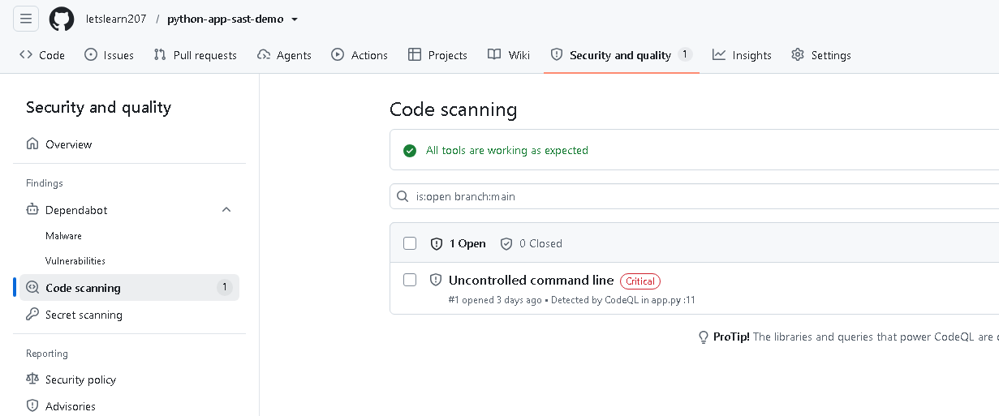 letslearn207 / python-app-sast-demo
Code Issues Pull requests Agents Actions Projects Wiki Security and quality 1 Insights Settings
Security and quality
Overview
Findings
Dependabot
Malware
Vulnerabilities
Code scanning 1
Secret scanning
Reporting
Security policy
Advisories
Code scanning
All tools are working as expected
is:open branch:main
1 Open 0 Closed
Uncontrolled command line Critical
#1 opened 3 days ago • Detected by CodeQL in app.py :11
ProTip! The libraries and queries that power CodeQL are